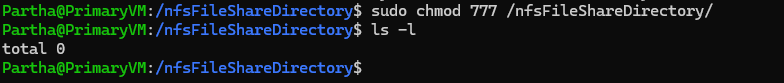 Partha@PrimaryVM:/nfsFileShareDirectory$ sudo chmod 777 /nfsFileShareDirectory/
Partha@PrimaryVM:/nfsFileShareDirectory$ ls -l
total 0
Partha@PrimaryVM:/nfsFileShareDirectory$